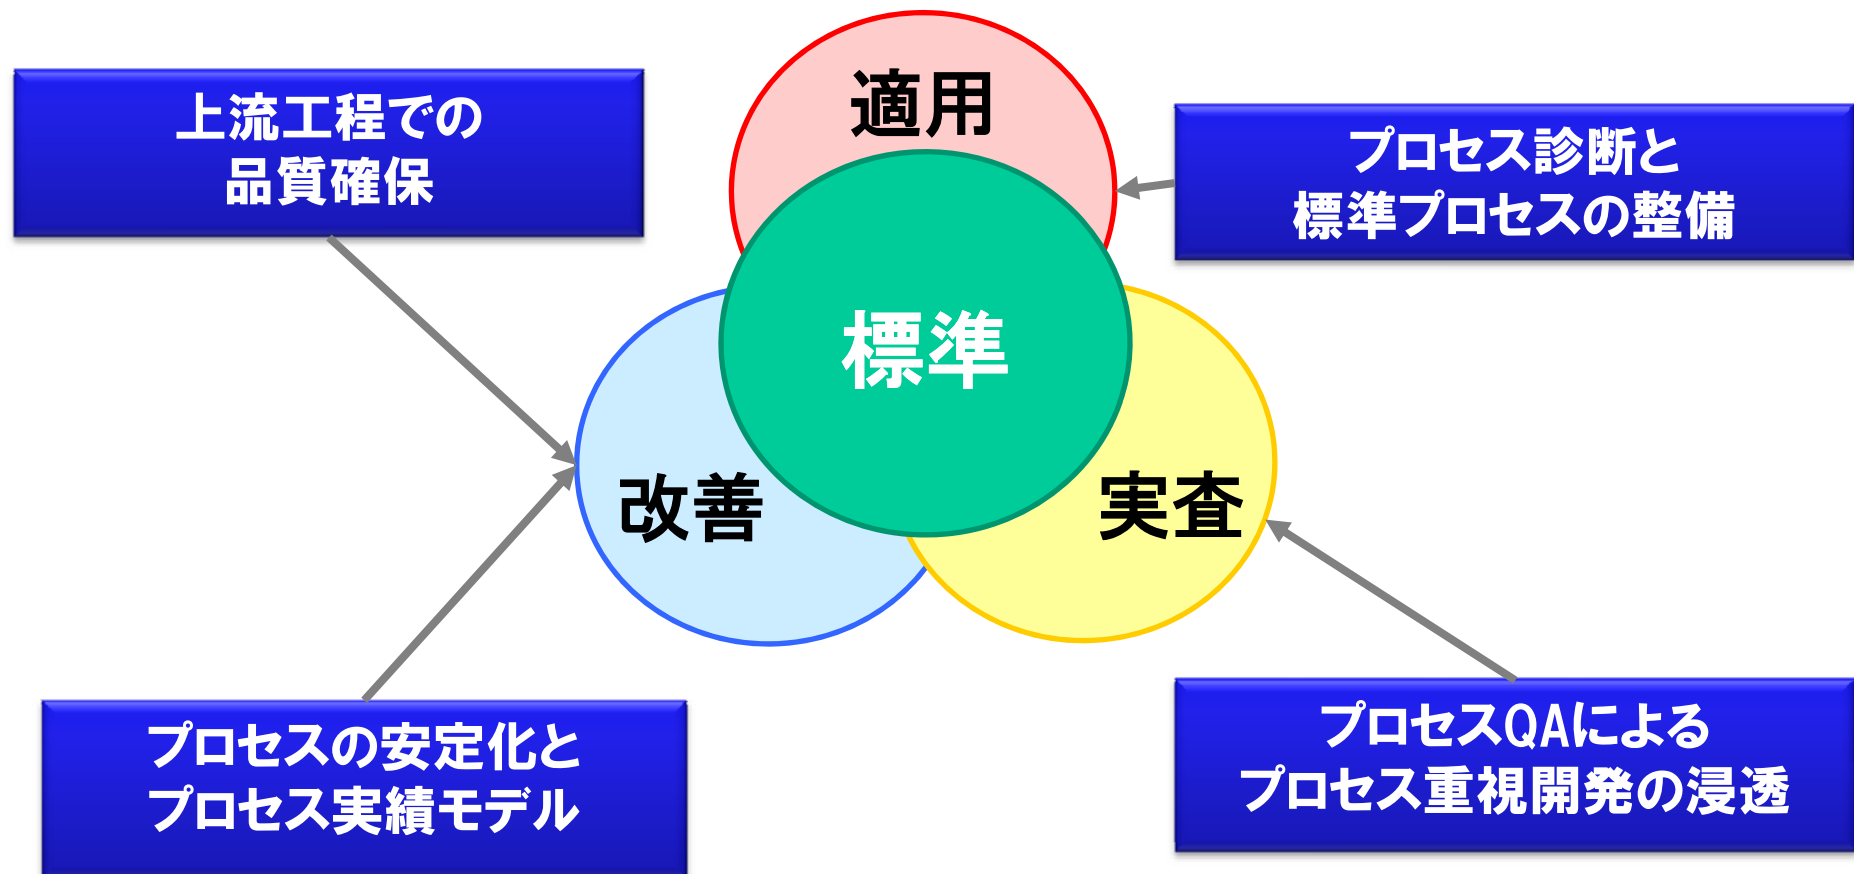 適用
上流工程での
品質確保
プロセス診断と
標準プロセスの整備
標準
改善
実査
プロセスの安定化と
プロセス実績モデル
プロセスQAによる
プロセス重視開発の浸透